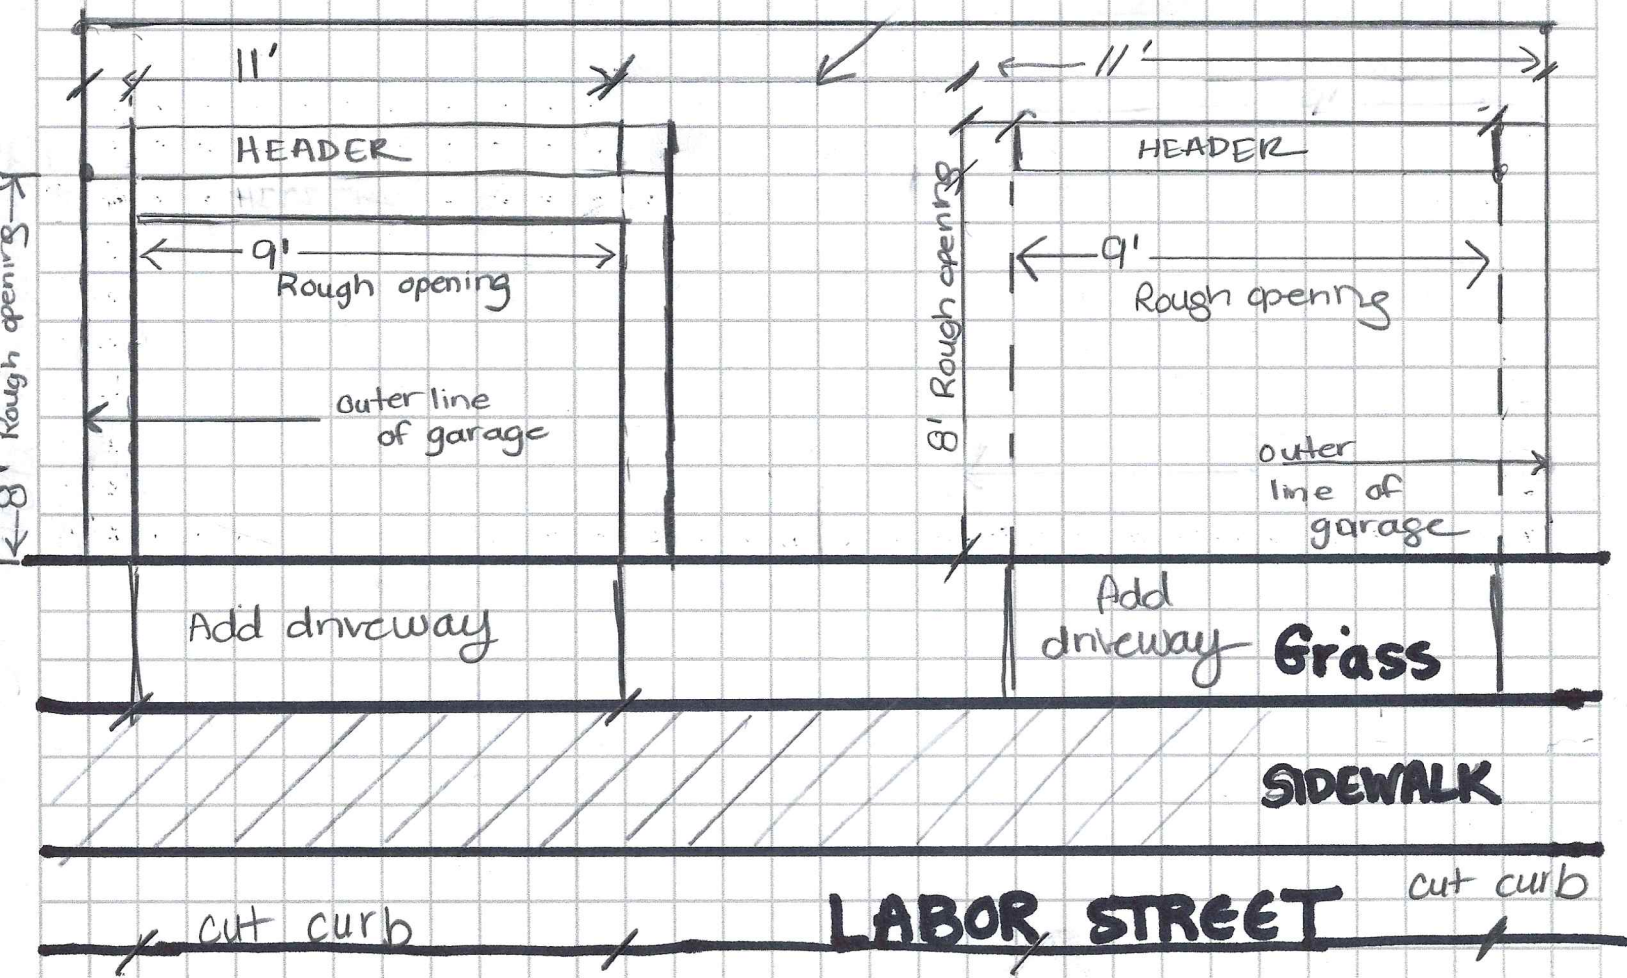 11'
11'
HEADER
HEADER
8' Rough opening
9'
Rough opening
8' Rough opening
9'
Rough opening
outer line
of garage
outer
line of
garage
Add driveway
Add
driveway
Grass
SIDEWALK
cut curb
LABOR STREET
cut curb